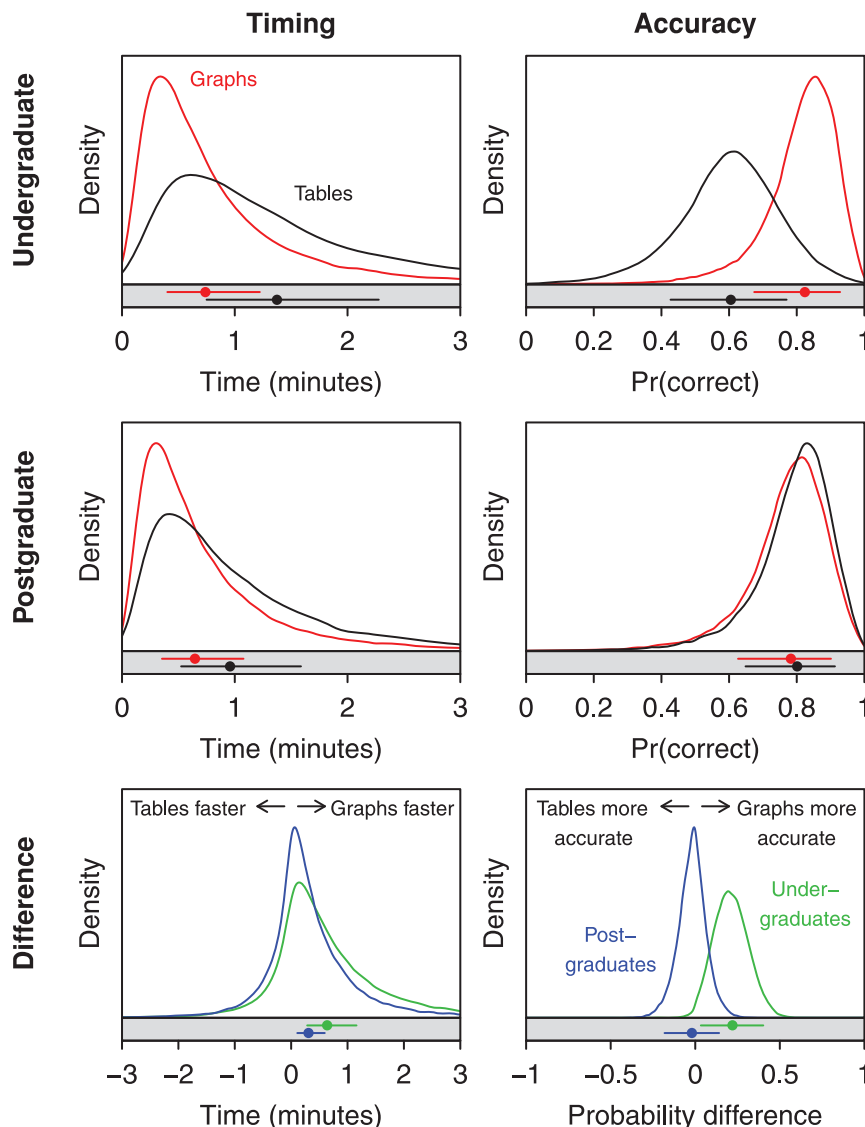 Timing
Accuracy
Undergraduate
Density
Graphs
Tables
0 1 2 3
Time (minutes)
Density
0 0.2 0.4 0.6 0.8 1
Pr(correct)
Postgraduate
Density
0 1 2 3
Time (minutes)
Density
0 0.2 0.4 0.6 0.8 1
Pr(correct)
Difference
Density
Tables faster ← → Graphs faster
−3 −2 −1 0 1 2 3
Time (minutes)
Density
Tables more ← → Graphs more
accurate accurate
Under−
graduates
Post−
graduates
−1 −0.5 0 0.5 1
Probability difference